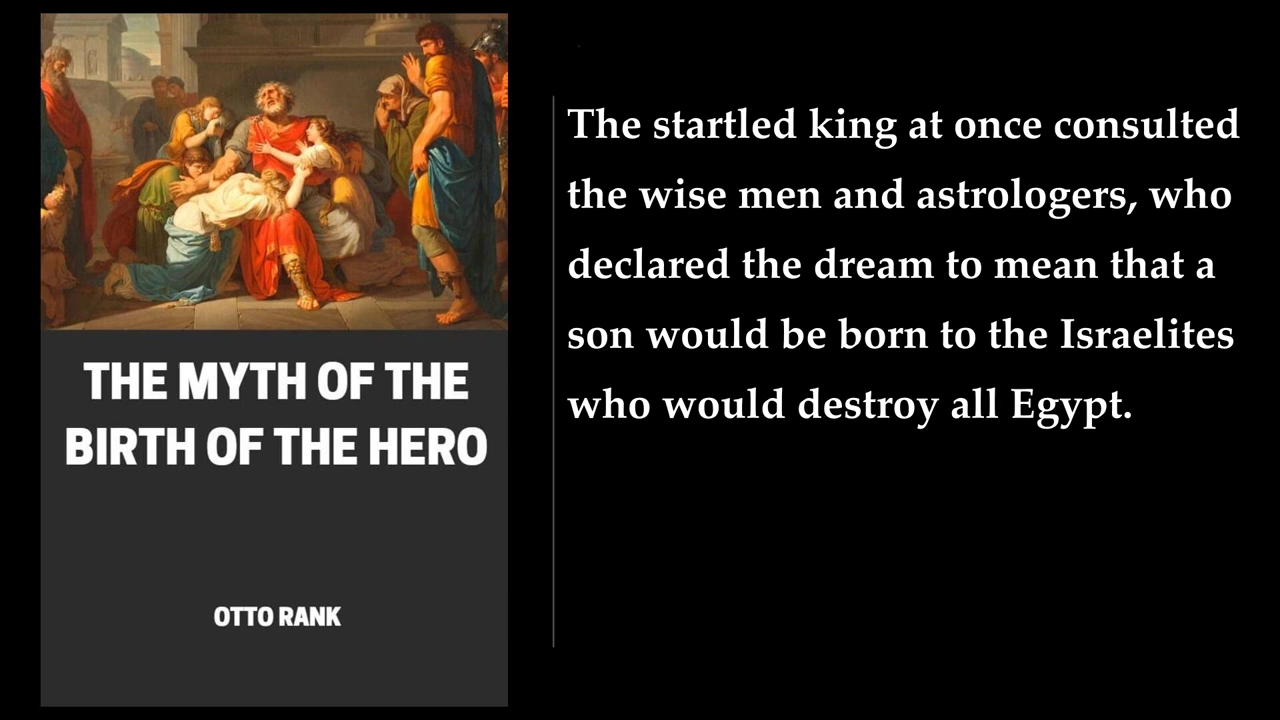 THE MYTH OF THE
BIRTH OF THE HERO
OTTO RANK
The startled king at once consulted
the wise men and astrologers, who
declared the dream to mean that a
son would be born to the Israelites
who would destroy all Egypt.